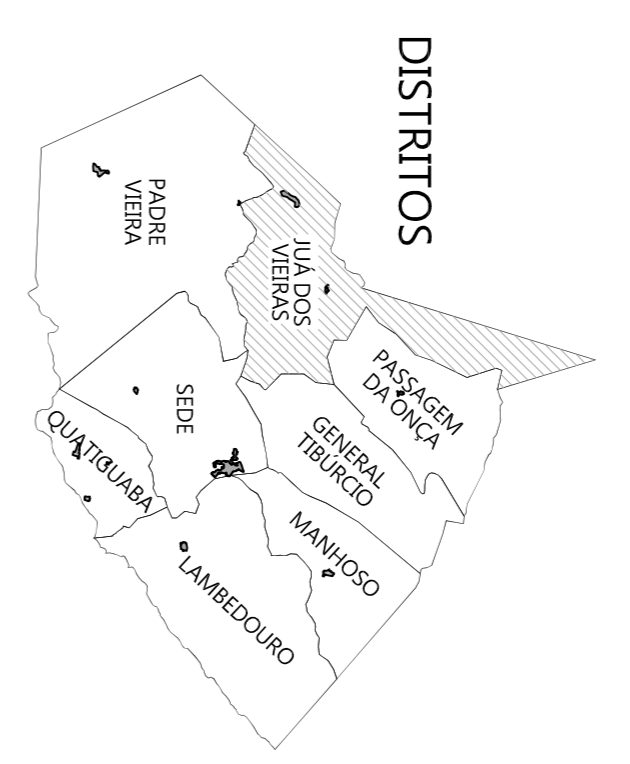 DISTRITOS
PADRE
VIEIRA
JUÁ DOS
VIEIRAS
PASSAGEM
DA ONÇA
SEDE
GENERAL
TIBÚRCIO
QUATIGUABA
MANHOSO
LAMBEDOURO